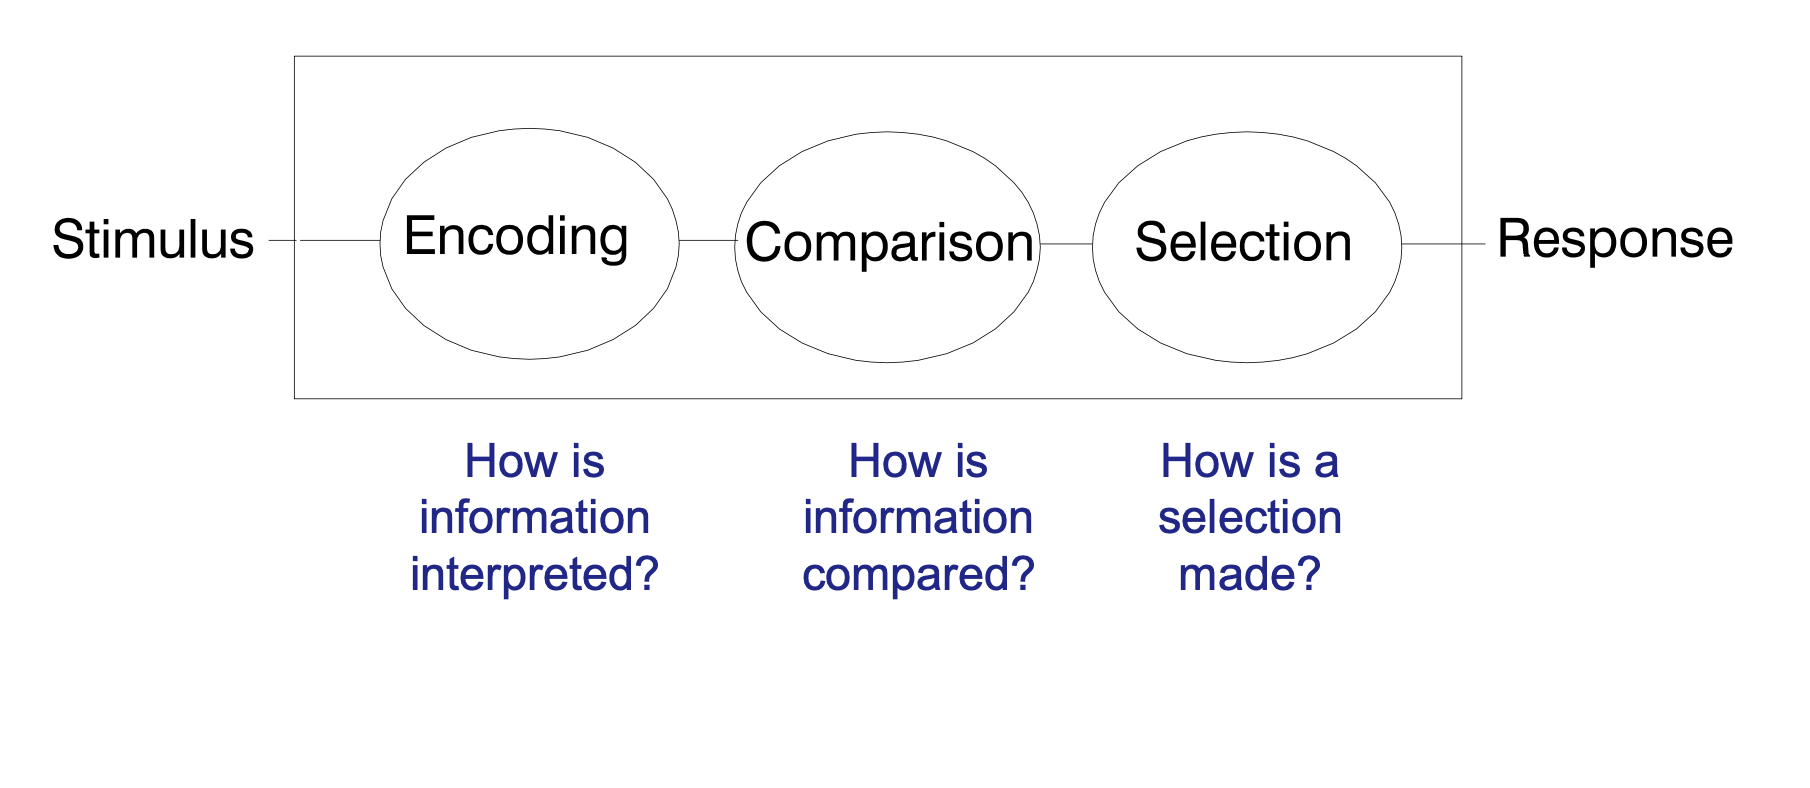 Stimulus
Encoding
Comparison
Selection
Response
How is
information
interpreted?
How is
information
compared?
How is a
selection
made?